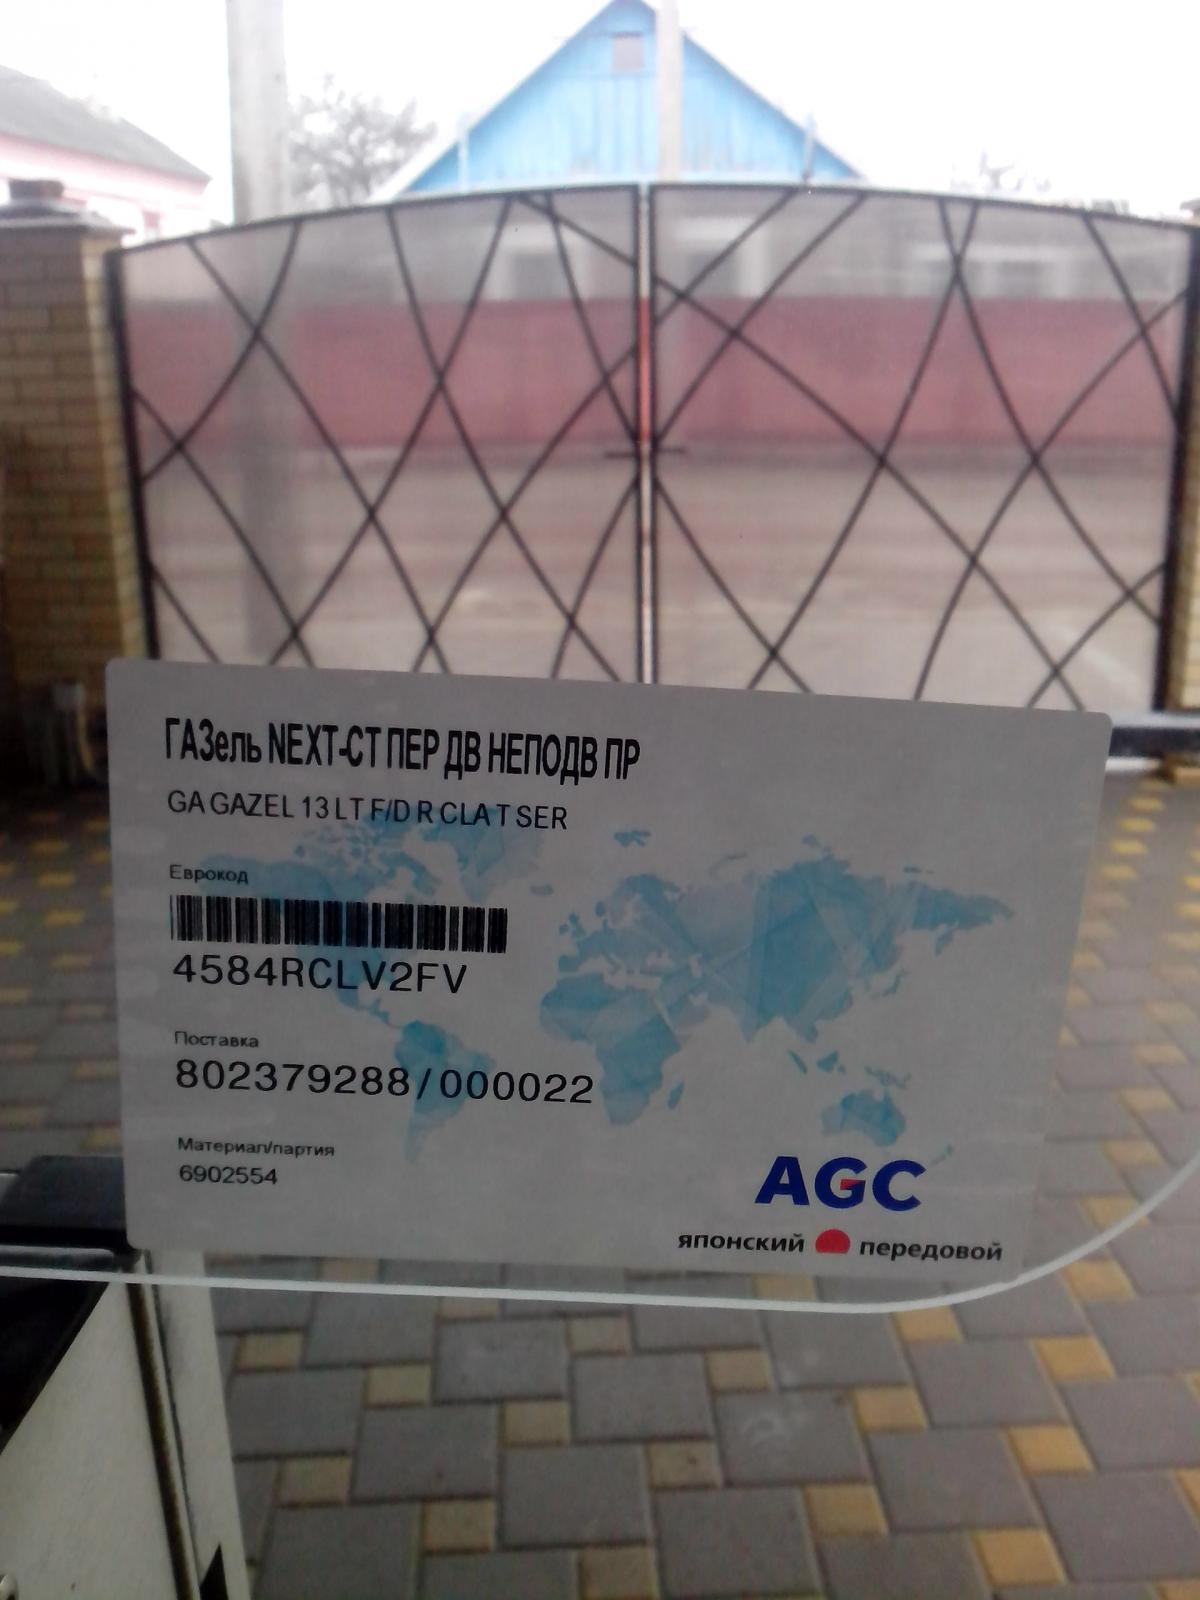 ГАЗель NEXT-СТ ПЕР ДВ НЕПОДВ ПР
GA GAZEL 13 LT F/D R CLA T SER
Еврокод
4584RCLV2FV
Поставка
802379288/000022
Материал/партия
6902554
AGC
японский передовой